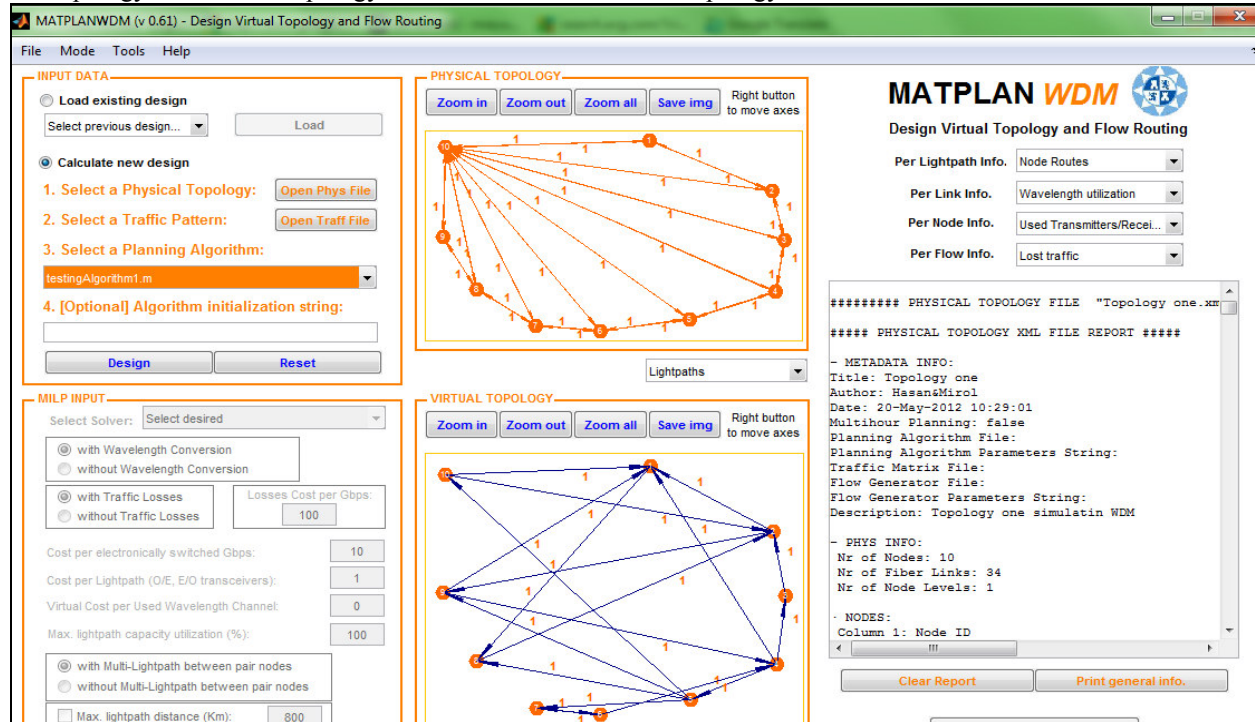 MATPLANWDM (v 0.61) - Design Virtual Topology and Flow Routing
File Mode Tools Help
INPUT DATA
Load existing design
Select previous design...
Load
Calculate new design
1. Select a Physical Topology:
Open Phys File
2. Select a Traffic Pattern:
Open Traff File
3. Select a Planning Algorithm:
testingAlgorithm1.m
4. [Optional] Algorithm initialization string:
Design
Reset
MILP INPUT
Select Solver:
Select desired
with Wavelength Conversion
without Wavelength Conversion
with Traffic Losses
without Traffic Losses
Losses Cost per Gbps:
100
Cost per electronically switched Gbps:
10
Cost per Lightpath (O/E, E/O transceivers):
1
Virtual Cost per Used Wavelength Channel:
0
Max. lightpath capacity utilization (%):
100
with Multi-Lightpath between pair nodes
without Multi-Lightpath between pair nodes
Max. lightpath distance (Km):
800
PHYSICAL TOPOLOGY
Zoom in
Zoom out
Zoom all
Save img
Right button
to move axes
Lightpaths
VIRTUAL TOPOLOGY
Zoom in
Zoom out
Zoom all
Save img
Right button
to move axes
MATPLAN WDM
Design Virtual Topology and Flow Routing
Per Lightpath Info.
Node Routes
Per Link Info.
Wavelength utilization
Per Node Info.
Used Transmitters/Recei...
Per Flow Info.
Lost traffic
######### PHYSICAL TOPOLOGY FILE "Topology one.xm
##### PHYSICAL TOPOLOGY XML FILE REPORT #####
- METADATA INFO:
Title: Topology one
Author: Hasan&Mirol
Date: 20-May-2012 10:29:01
Multihour Planning: false
Planning Algorithm File:
Planning Algorithm Parameters String:
Traffic Matrix File:
Flow Generator File:
Flow Generator Parameters String:
Description: Topology one simulatin WDM
- PHYS INFO:
Nr of Nodes: 10
Nr of Fiber Links: 34
Nr of Node Levels: 1
· NODES:
Column 1: Node ID
Clear Report
Print general info.